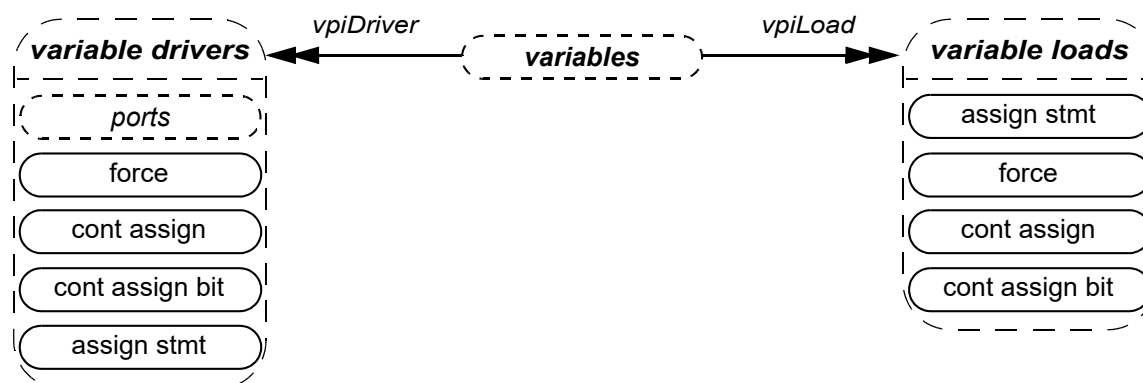 vpiDriver
vpiLoad
variable drivers
variables
variable loads
ports
assign stmt
force
force
cont assign
cont assign
cont assign bit
cont assign bit
assign stmt